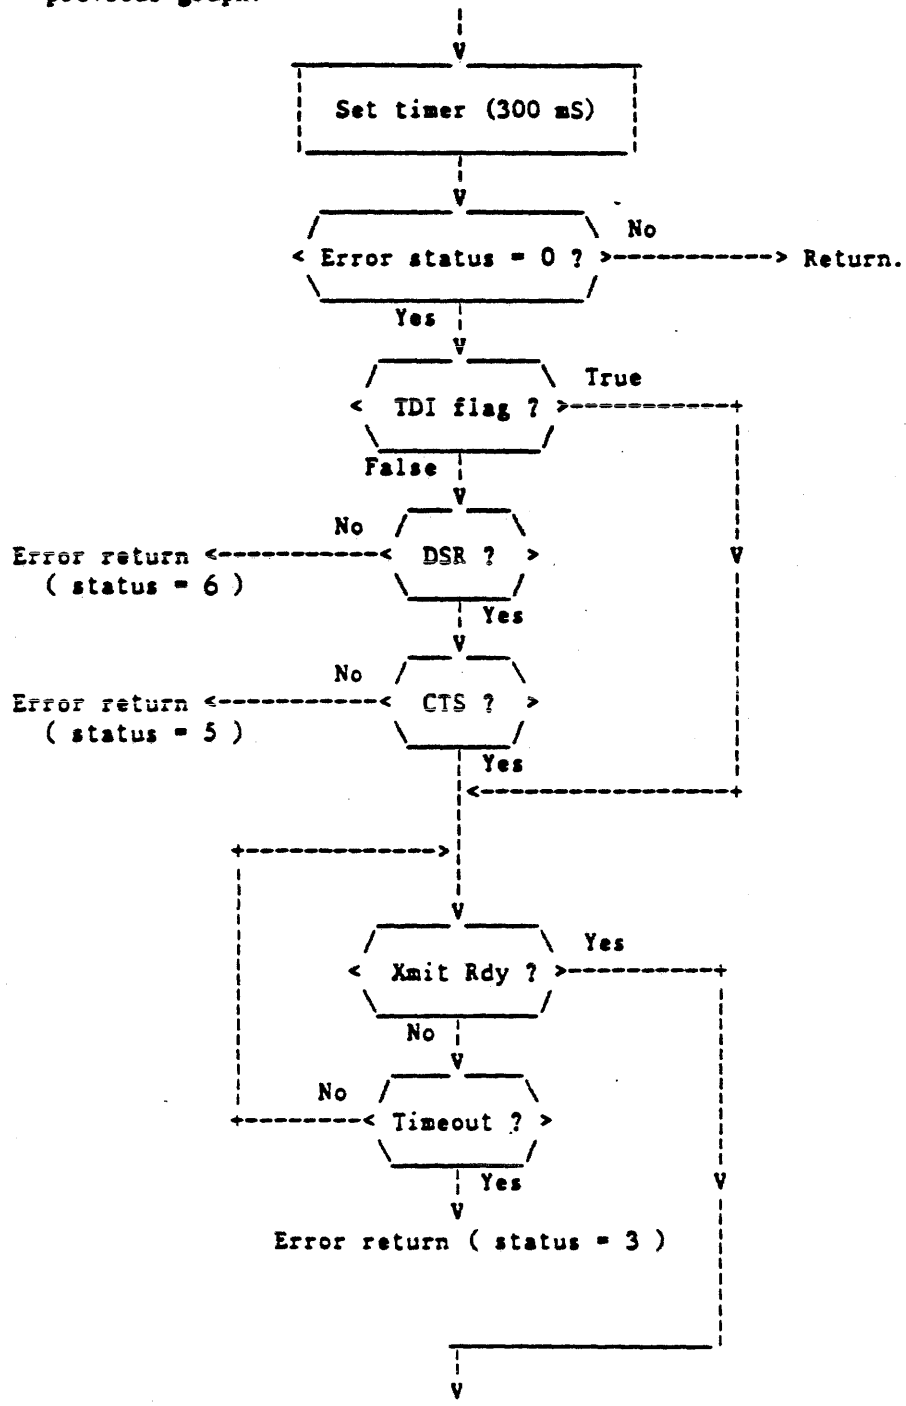 previous graph.
Set timer (300 mS)
No
Error status = 0 ?
Return.
Yes
True
TDI flag ?
False
No
Error return
DSR ?
( status = 6 )
Yes
No
Error return
CTS ?
( status = 5 )
Yes
Yes
Xmit Rdy ?
No
No
Timeout ?
Yes
Error return ( status = 3 )